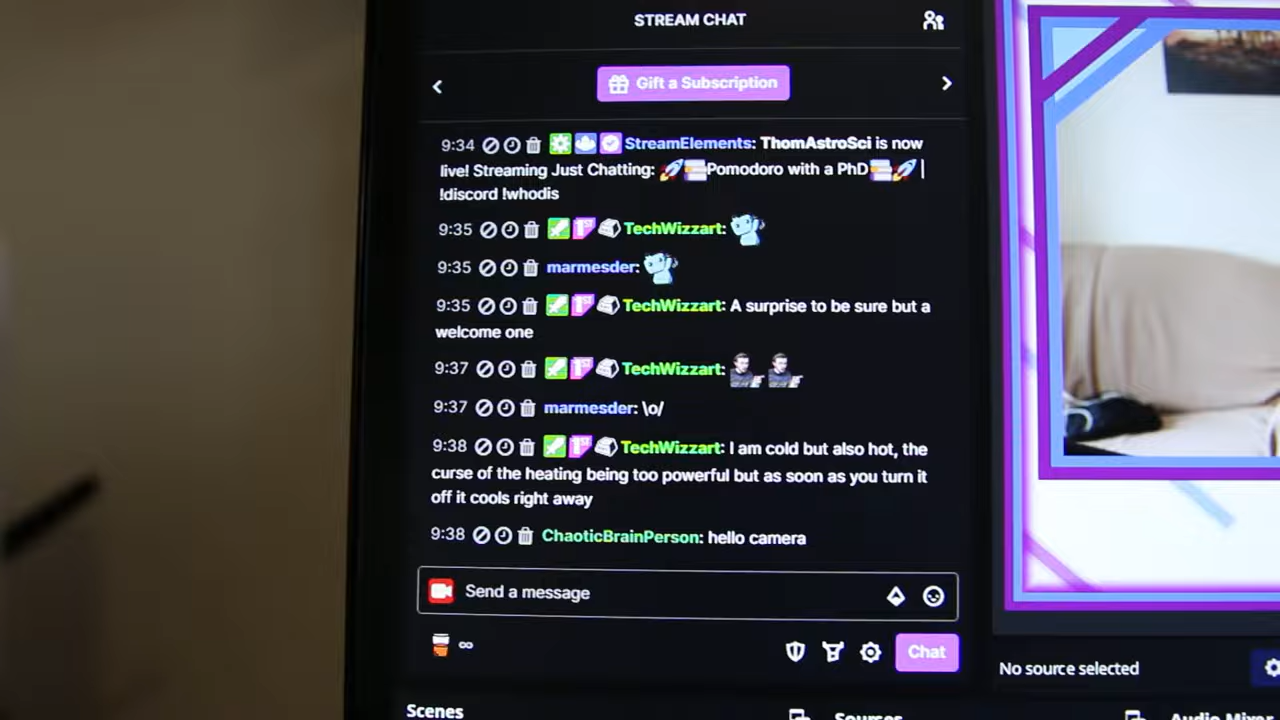 STREAM CHAT
Gift a Subscription
9:34 StreamElements: ThomAstroSci is now
live! Streaming Just Chatting: 🚀📚Pomodoro with a PhD📚🚀 |
!discord !whodis
9:35 TechWizzart:
9:35 marmesder:
9:35 TechWizzart: A surprise to be sure but a
welcome one
9:37 TechWizzart:
9:37 marmesder: \o/
9:38 TechWizzart: I am cold but also hot, the
curse of the heating being too powerful but as soon as you turn it
off it cools right away
9:38 ChaoticBrainPerson: hello camera
Send a message
∞
Chat
No source selected
Scenes
Sources
Audio Mixer